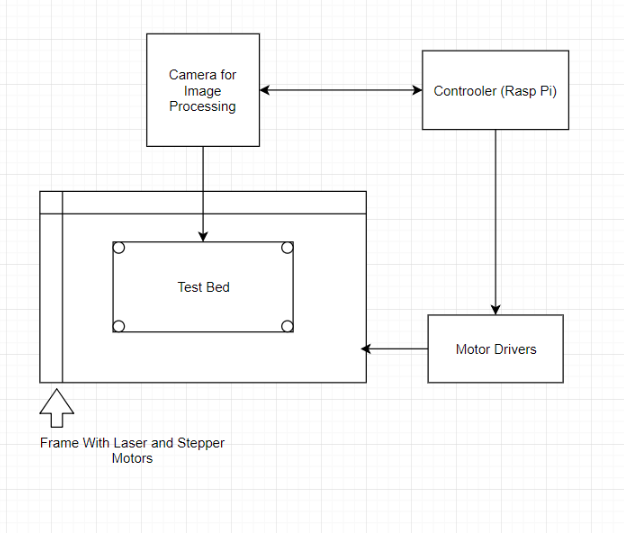 Camera for
Image
Processing
Controoler (Rasp Pi)
Test Bed
Motor Drivers
Frame With Laser and Stepper
Motors